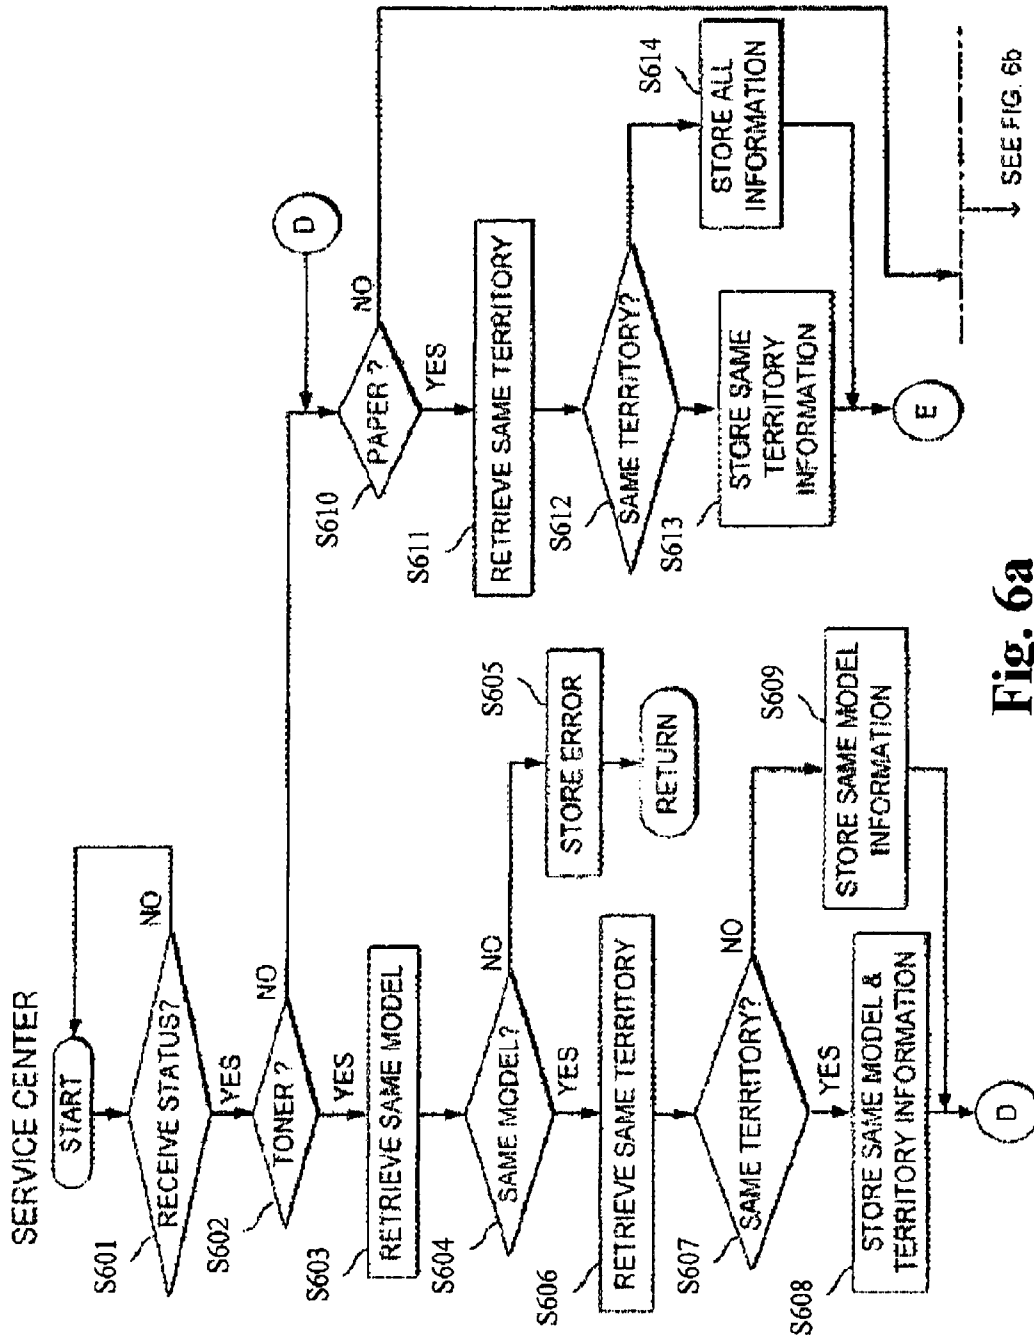 SERVICE CENTER
START
S601
RECEIVE STATUS?
NO
YES
S602
TONER ?
NO
YES
S603
RETRIEVE SAME MODEL
S604
SAME MODEL?
NO
YES
S605
STORE ERROR
RETURN
S606
RETRIEVE SAME TERRITORY
S607
SAME TERRITORY?
NO
YES
S608
STORE SAME MODEL &
TERRITORY INFORMATION
S609
STORE SAME MODEL
INFORMATION
D
D
S610
PAPER ?
NO
YES
S611
RETRIEVE SAME TERRITORY
S612
SAME TERRITORY?
S613
STORE SAME
TERRITORY
INFORMATION
S614
STORE ALL
INFORMATION
E
SEE FIG. 6b
Fig. 6a